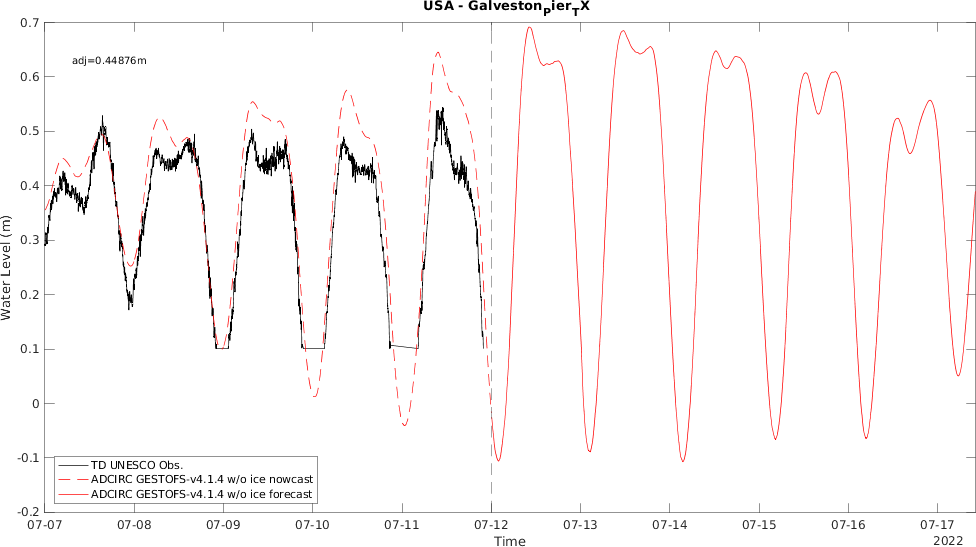 USA - Galveston_Pier_TX
adj=0.44876m
0.7
0.6
0.5
0.4
0.3
0.2
0.1
0
-0.1
-0.2
Water Level (m)
TD UNESCO Obs.
ADCIRC GESTOFS-v4.1.4 w/o ice nowcast
ADCIRC GESTOFS-v4.1.4 w/o ice forecast
07-07 07-08 07-09 07-10 07-11 07-12 07-13 07-14 07-15 07-16 07-17
Time
2022